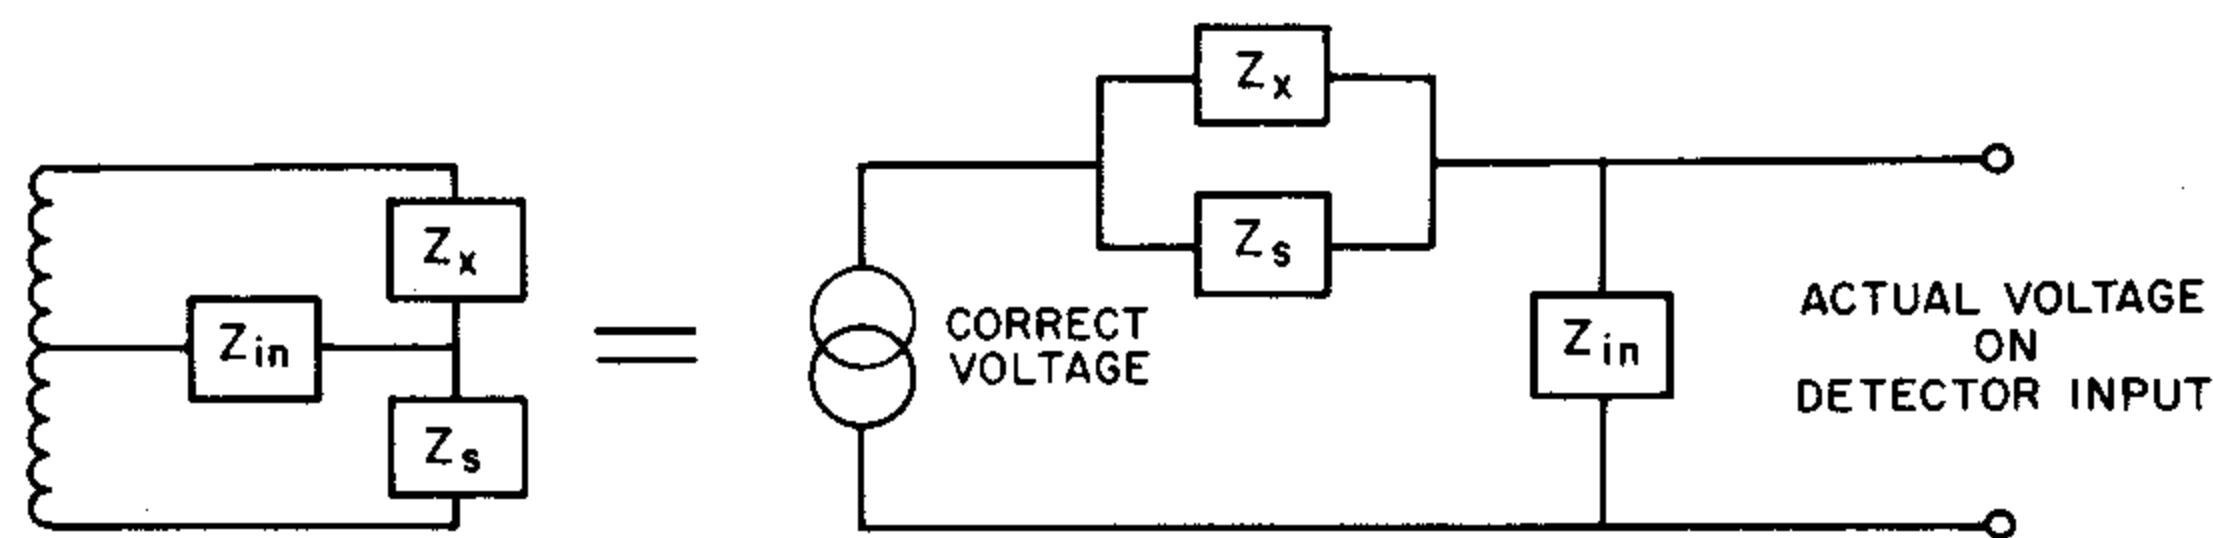 Zx
Zin
Zs
Zx
Zs
CORRECT
VOLTAGE
Zin
ACTUAL VOLTAGE
ON
DETECTOR INPUT